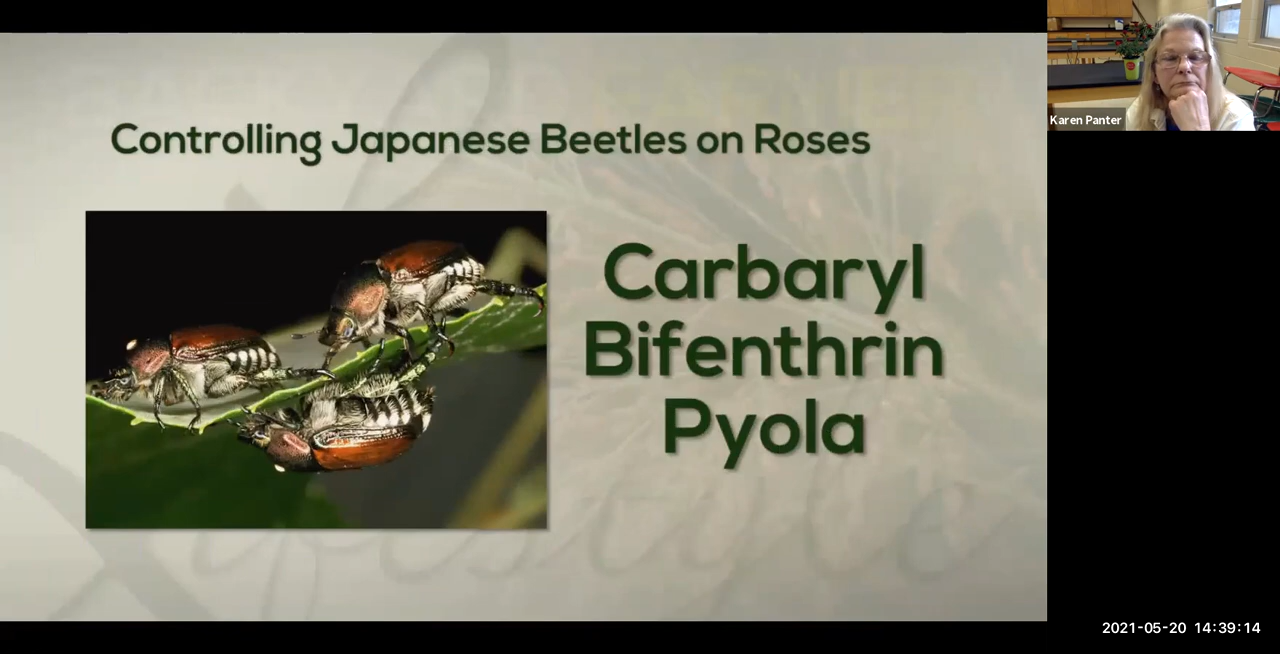 Controlling Japanese Beetles on Roses
Carbaryl
Bifenthrin
Pyola
Karen Panter
2021-05-20 14:39:14